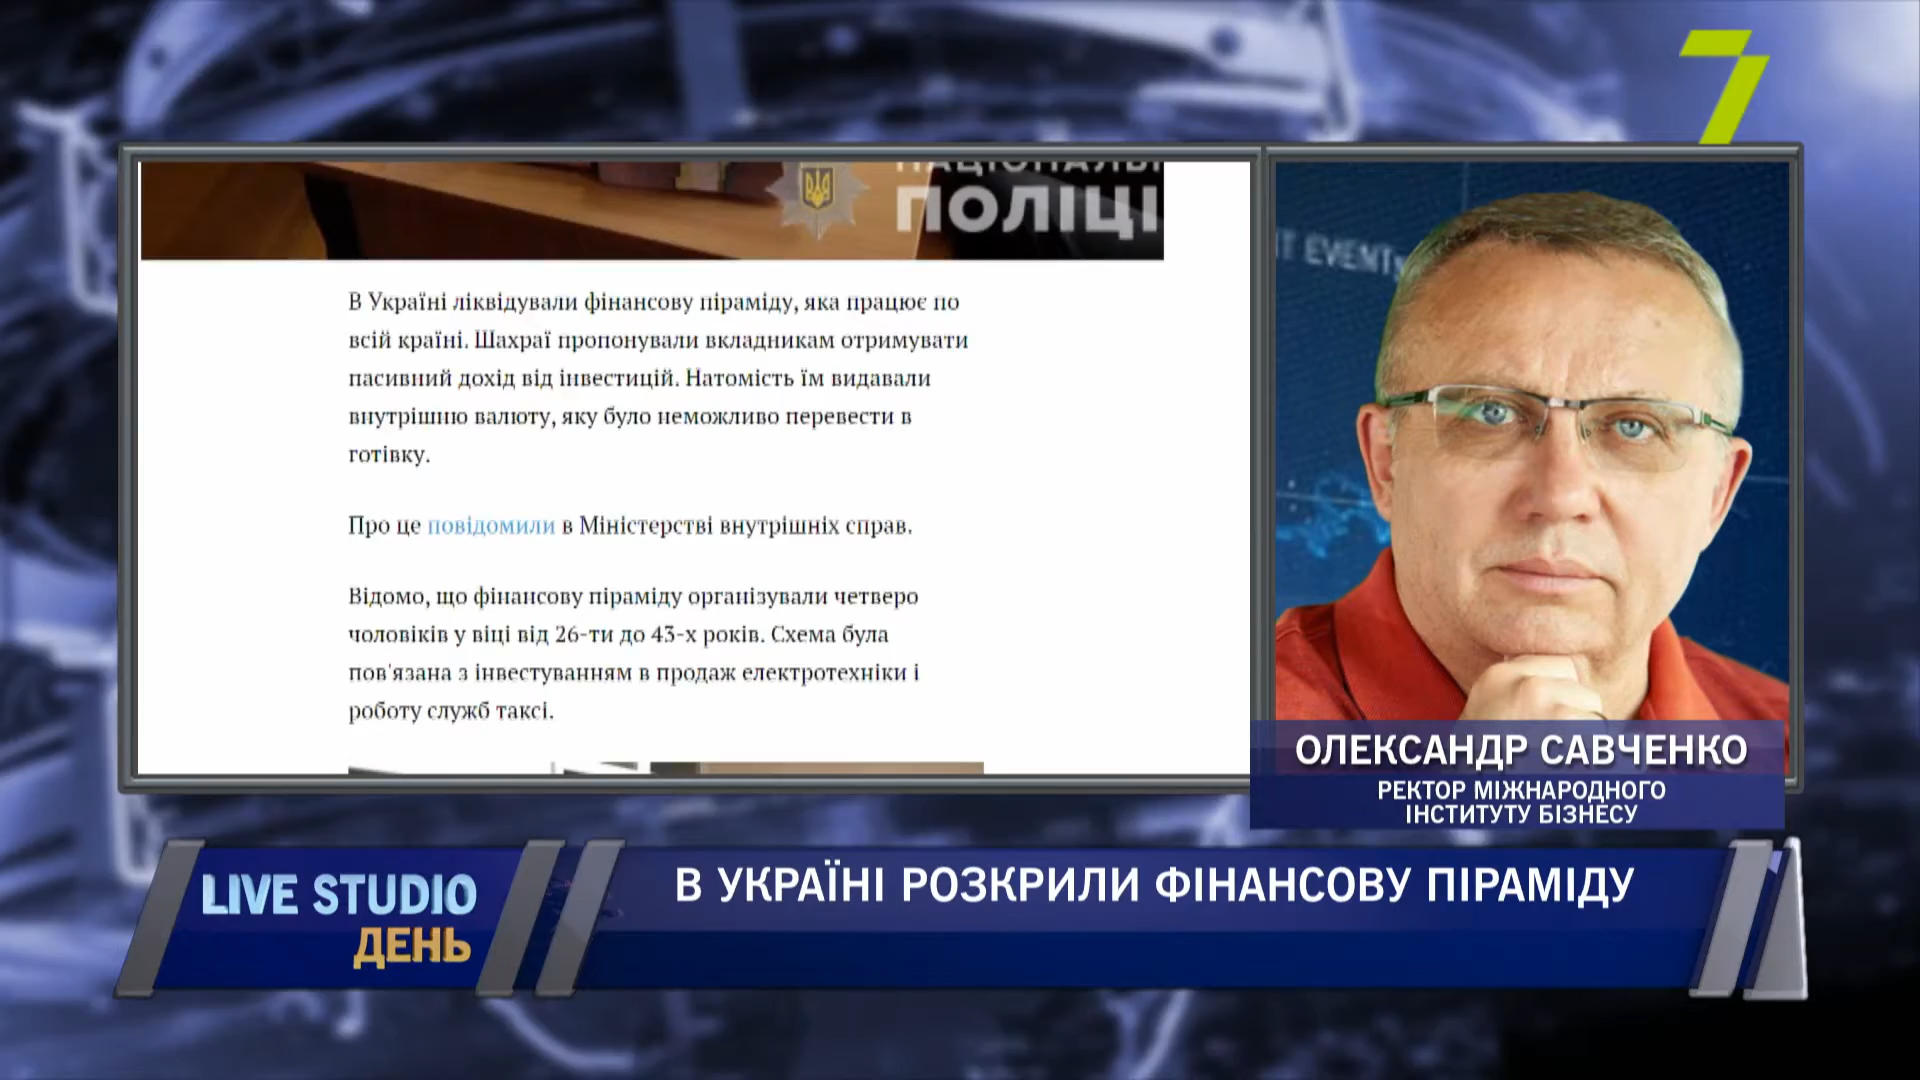 7
НАЦІОНАЛЬ
ПОЛІЦІ
В Україні ліквідували фінансову піраміду, яка працює по
всій країні. Шахраї пропонували вкладникам отримувати
пасивний дохід від інвестицій. Натомість їм видавали
внутрішню валюту, яку було неможливо перевести в
готівку.
Про це повідомили в Міністерстві внутрішніх справ.
Відомо, що фінансову піраміду організували четверо
чоловіків у віці від 26-ти до 43-х років. Схема була
пов'язана з інвестуванням в продаж електротехніки і
роботу служб таксі.
T EVENTs
ОЛЕКСАНДР САВЧЕНКО
РЕКТОР МІЖНАРОДНОГО
ІНСТИТУТУ БІЗНЕСУ
LIVE STUDIO
ДЕНЬ
В УКРАЇНІ РОЗКРИЛИ ФІНАНСОВУ ПІРАМІДУ